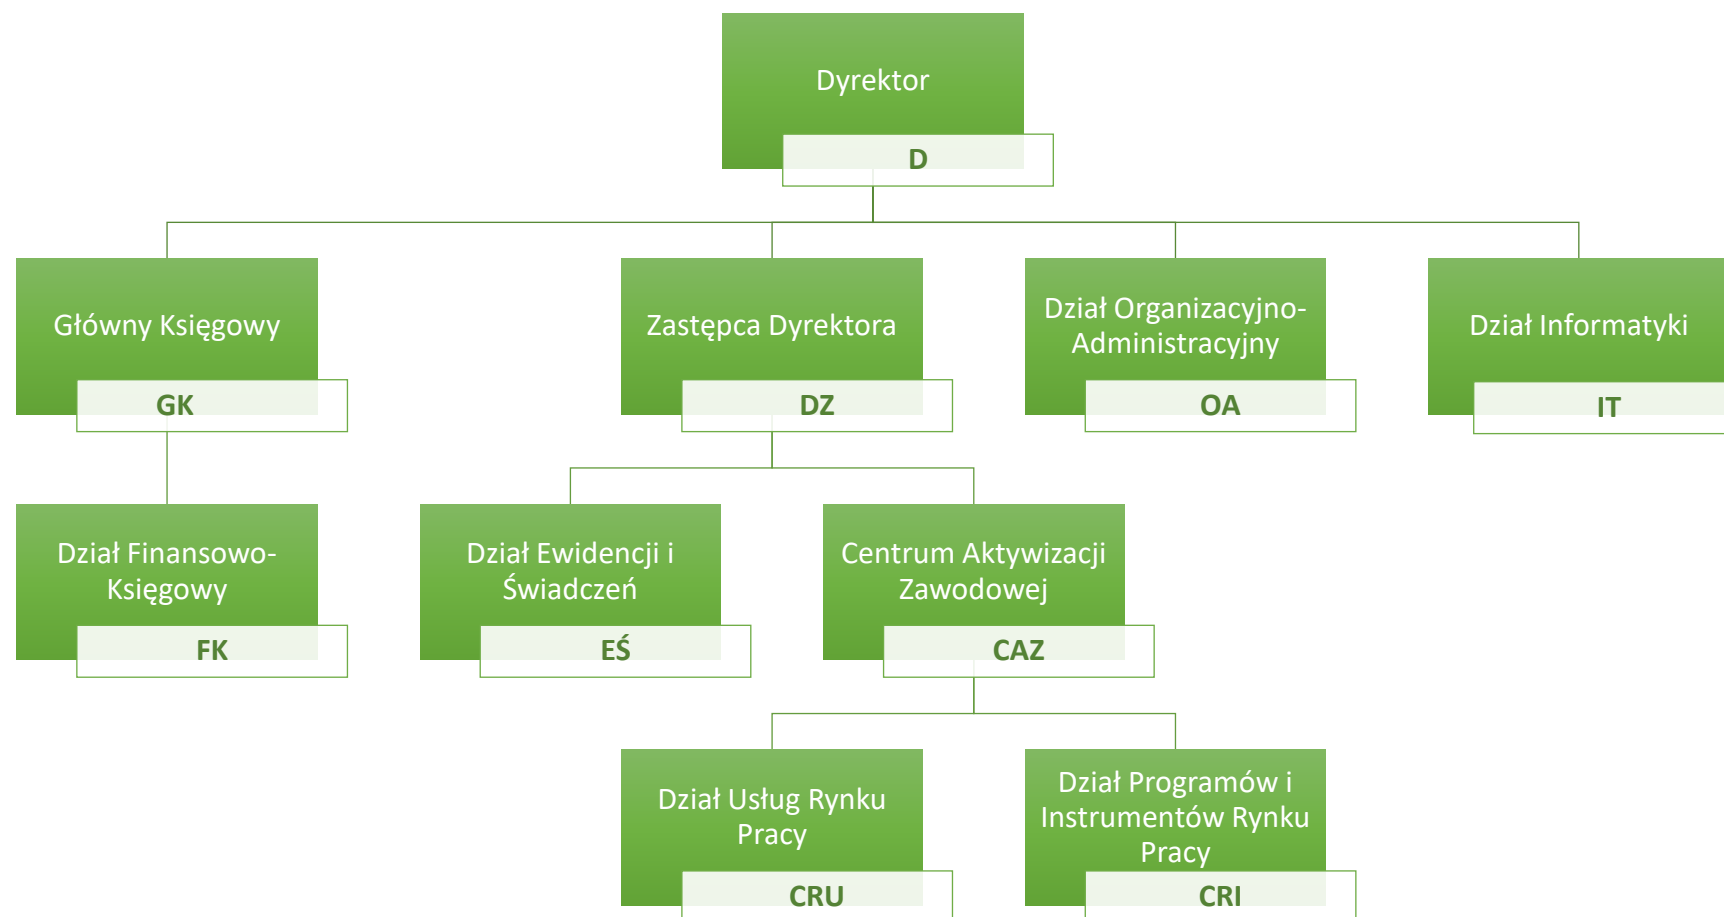 Dyrektor
D
Główny Księgowy
GK
Zastępca Dyrektora
DZ
Dział Organizacyjno-
Administracyjny
OA
Dział Informatyki
IT
Dział Finansowo-
Księgowy
FK
Dział Ewidencji i
Świadczeń
EŚ
Centrum Aktywizacji
Zawodowej
CAZ
Dział Usług Rynku
Pracy
CRU
Dział Programów i
Instrumentów Rynku
Pracy
CRI